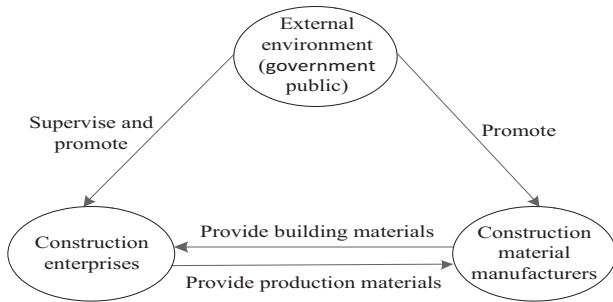 External
environment
(government
public)
Supervise and
promote
Promote
Provide building materials
Construction
enterprises
Construction
material
manufacturers
Provide production materials